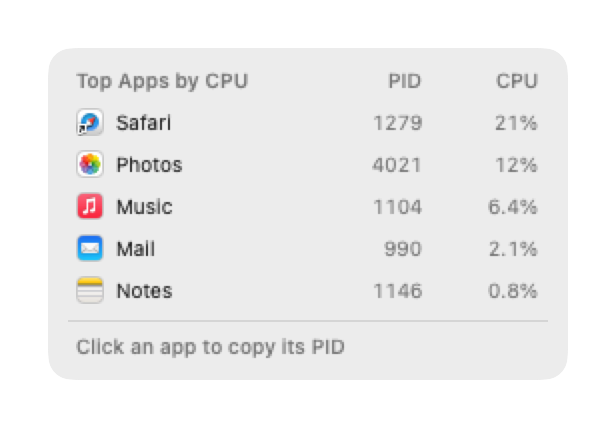 Top Apps by CPU PID CPU
Safari 1279 21%
Photos 4021 12%
Music 1104 6.4%
Mail 990 2.1%
Notes 1146 0.8%
Click an app to copy its PID